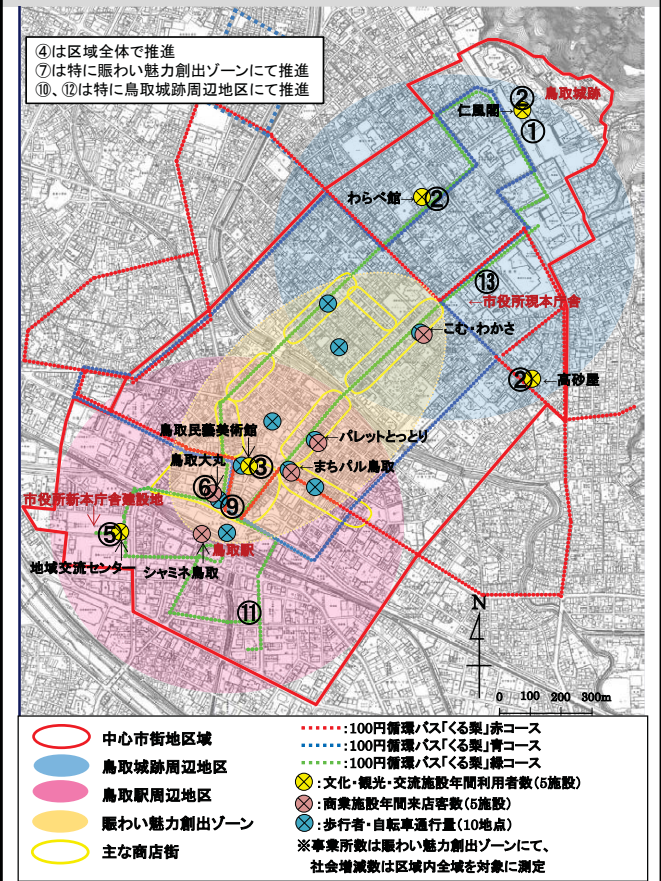 ④は区域全体で推進
⑦は特に賑わい魅力創出ゾーンにて推進
⑩、⑫は特に鳥取城跡周辺地区にて推進
②
鳥取城跡
仁風閣→
①
わらべ館→②
⑬
市役所現本庁舎
←こむ・わかさ
②←高砂屋
鳥取民藝美術館
←パレットとっとり
鳥取大丸
③
←まちパル鳥取
⑥
市役所新本庁舎建設地
⑨
⑤
鳥取駅
地域交流センター
シャミネ鳥取
⑪
N
0 100 200 300m
中心市街地区域
鳥取城跡周辺地区
鳥取駅周辺地区
賑わい魅力創出ゾーン
主な商店街
:100円循環バス「くる梨」赤コース
:100円循環バス「くる梨」青コース
:100円循環バス「くる梨」緑コース
:文化・観光・交流施設年間利用者数(5施設)
:商業施設年間来店客数(5施設)
:歩行者・自転車通行量(10地点)
※事業所数は賑わい魅力創出ゾーンにて、
社会増減数は区域内全域を対象に測定